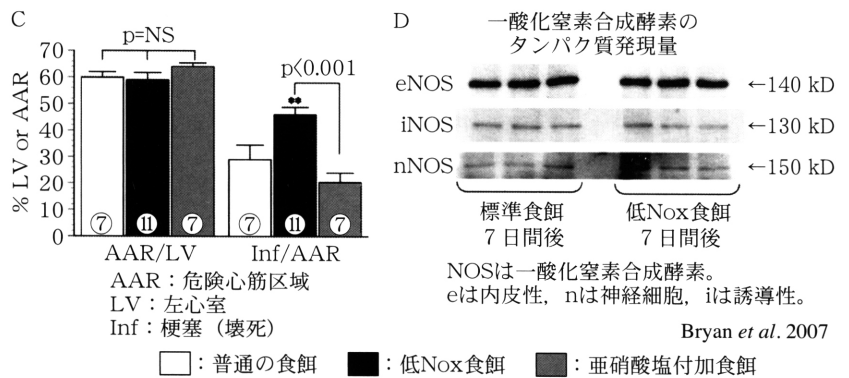 C
p=NS
p<0.001
**
% LV or AAR
70
60
50
40
30
20
10
0
⑦ ⑪ ⑦ ⑦ ⑪ ⑦
AAR/LV Inf/AAR
AAR：危険心筋区域
LV：左心室
Inf：梗塞（壊死）
D
一酸化窒素合成酵素の
タンパク質発現量
eNOS ←140 kD
iNOS ←130 kD
nNOS ←150 kD
標準食餌 低Nox食餌
7日間後 7日間後
NOSは一酸化窒素合成酵素。
eは内皮性，nは神経細胞，iは誘導性。
Bryan et al. 2007
：普通の食餌 ：低Nox食餌 ：亜硝酸塩付加食餌